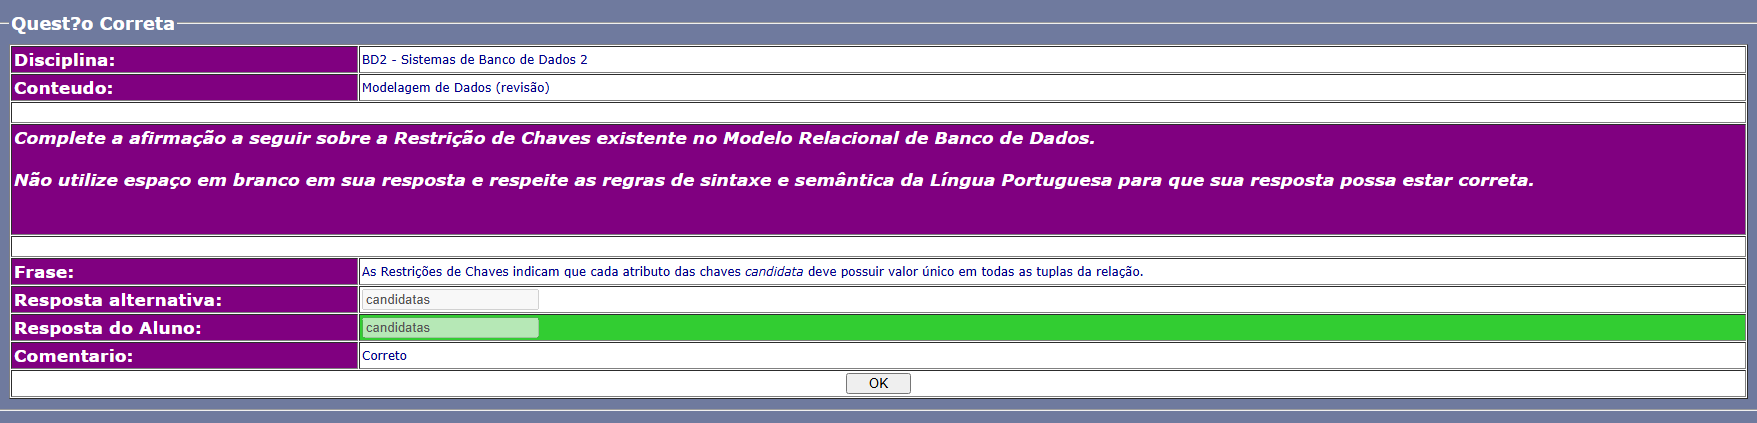 Quest?o Correta
Disciplina: BD2 - Sistemas de Banco de Dados 2
Conteudo: Modelagem de Dados (revisão)
Complete a afirmação a seguir sobre a Restrição de Chaves existente no Modelo Relacional de Banco de Dados.
Não utilize espaço em branco em sua resposta e respeite as regras de sintaxe e semântica da Língua Portuguesa para que sua resposta possa estar correta.
Frase: As Restrições de Chaves indicam que cada atributo das chaves candidata deve possuir valor único em todas as tuplas da relação.
Resposta alternativa: candidatas
Resposta do Aluno: candidatas
Comentario: Correto
OK